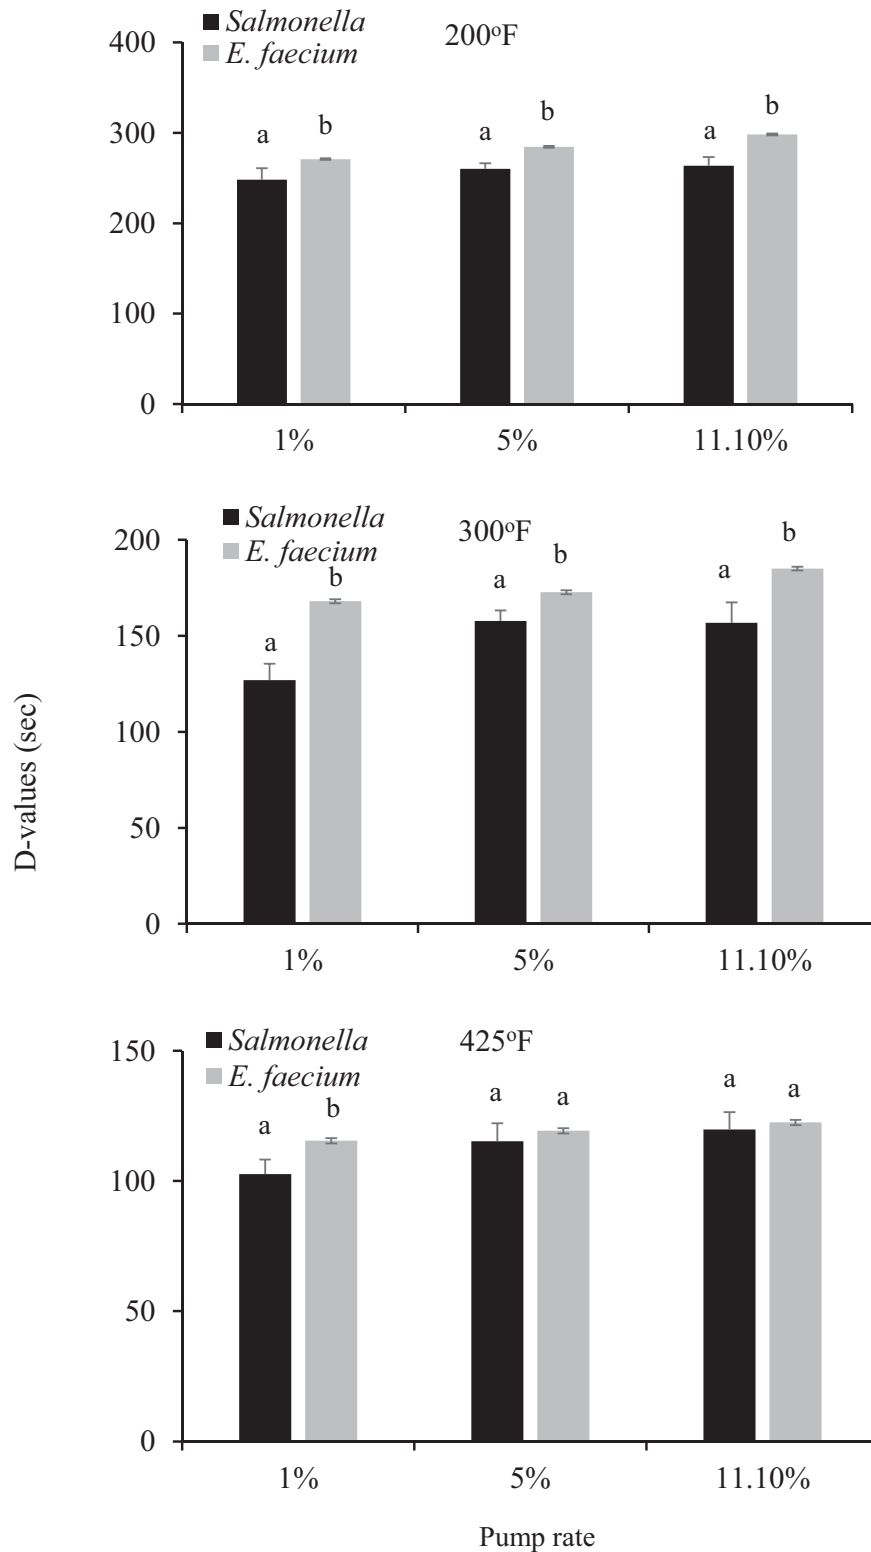 Salmonella
E. faecium
200°F
400
300
200
100
0
a b a b a b
1% 5% 11.10%
Salmonella
E. faecium
300°F
200
150
100
50
0
a b a b a b
1% 5% 11.10%
D-values (sec)
Salmonella
E. faecium
425°F
150
100
50
0
a b a a a a
1% 5% 11.10%
Pump rate